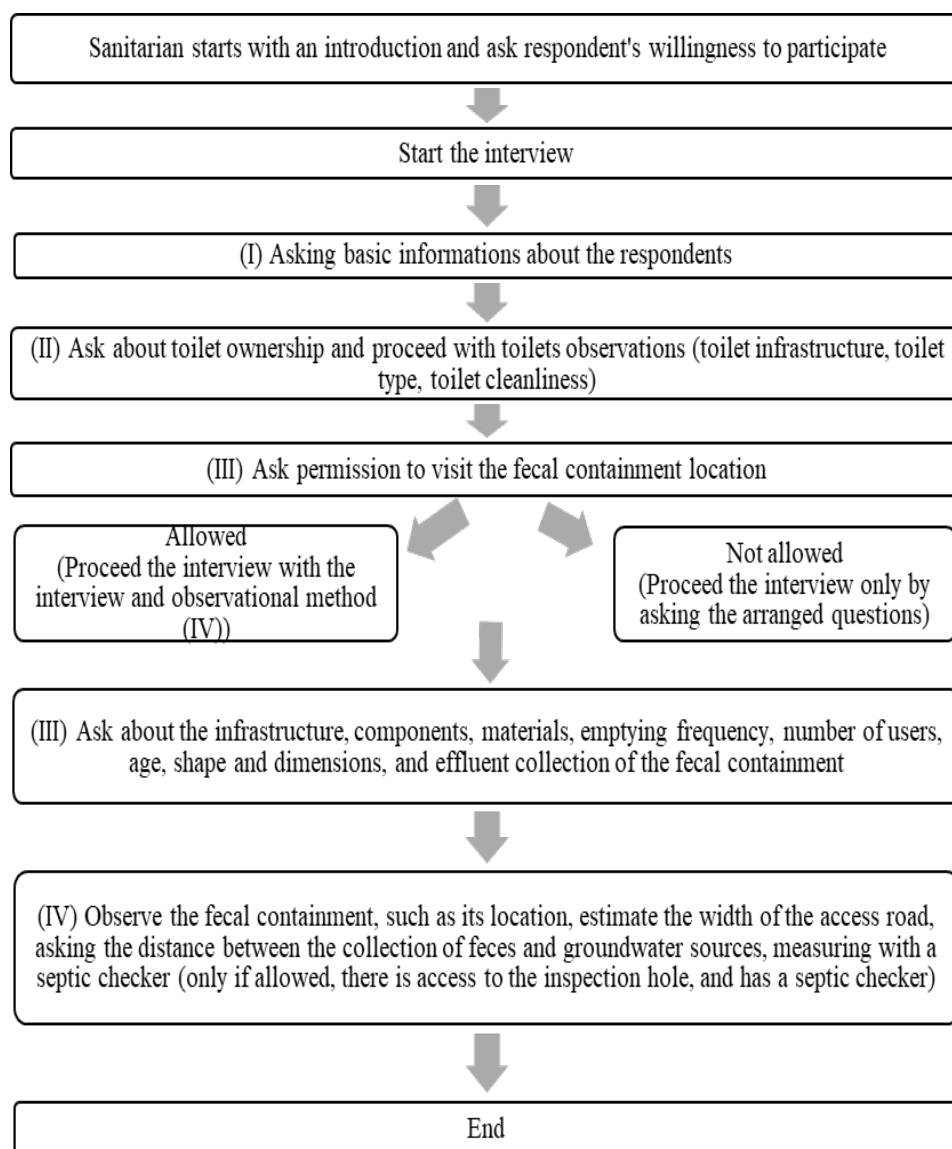 Sanitarian starts with an introduction and ask respondent's willingness to participate
Start the interview
(I) Asking basic informations about the respondents
(II) Ask about toilet ownership and proceed with toilets observations (toilet infrastructure, toilet
type, toilet cleanliness)
(III) Ask permission to visit the fecal containment location
Allowed
(Proceed the interview with the
interview and observational method
(IV))
Not allowed
(Proceed the interview only by
asking the arranged questions)
(III) Ask about the infrastructure, components, materials, emptying frequency, number of users,
age, shape and dimensions, and effluent collection of the fecal containment
(IV) Observe the fecal containment, such as its location, estimate the width of the access road,
asking the distance between the collection of feces and groundwater sources, measuring with a
septic checker (only if allowed, there is access to the inspection hole, and has a septic checker)
End